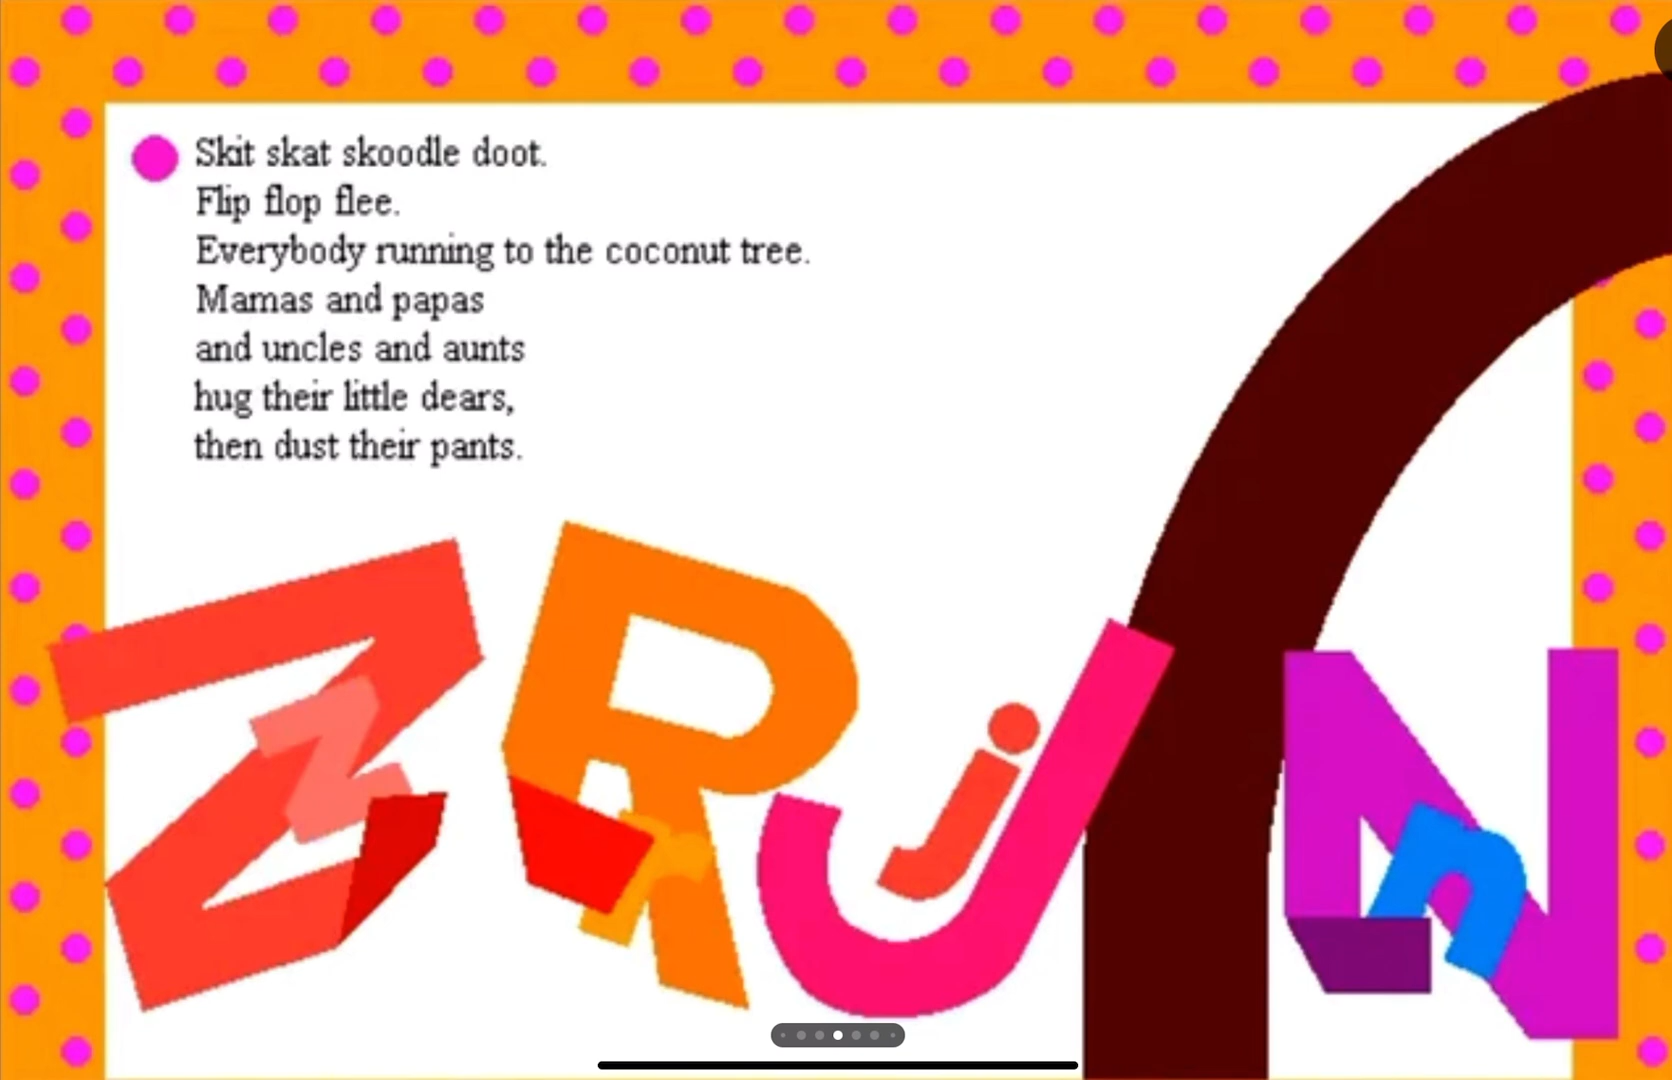 Skit skat skoodle doot.
Flip flop flee.
Everybody running to the coconut tree.
Mamas and papas
and uncles and aunts
hug their little dears,
then dust their pants.
Z z R r J j N n